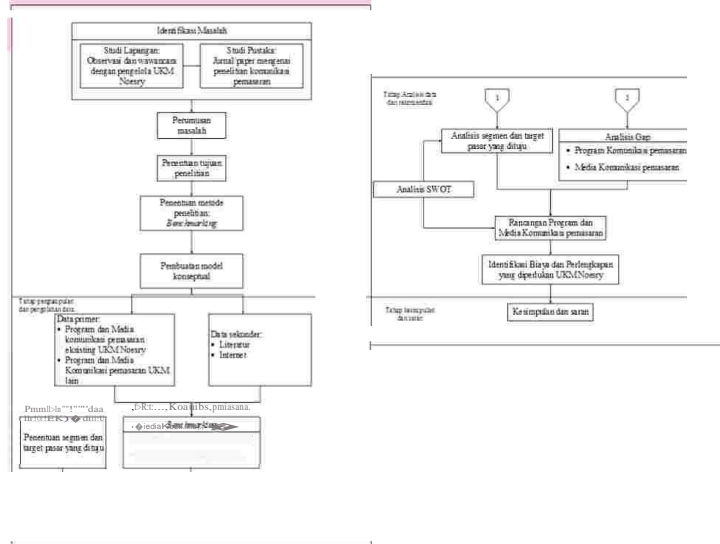 Identifikasi Masalah
Studi Lapangan:
Observasi dan wawancara
dengan pengelola UKM
Noesry
Studi Pustaka:
Jurnal/paper mengenai
penelitian komunikasi
pemasaran
Perumusan
masalah
Penentuan tujuan
penelitian
Penentuan metode
penelitian:
Benchmarking
Pembuatan model
konseptual
Tahap pengumpulan
dan pengolahan data
Data primer:
• Program dan Media
komunikasi pemasaran
eksisting UKM Noesry
• Program dan Media
Komunikasi pemasaran UKM
lain
Data sekunder:
• Literatur
• Internet
Penentuan segmen dan
target pasar yang dituju
Benchmarking
Tahap Analisis data
dan rekomendasi
1
2
Analisis segmen dan target
pasar yang dituju
Analisis Gap
• Program Komunikasi pemasaran
• Media Komunikasi pemasaran
Analisis SWOT
Rancangan Program dan
Media Komunikasi pemasaran
Identifikasi Biaya dan Perlengkapan
yang diperlukan UKM Noesry
Tahap kesimpulan
dan saran
Kesimpulan dan saran